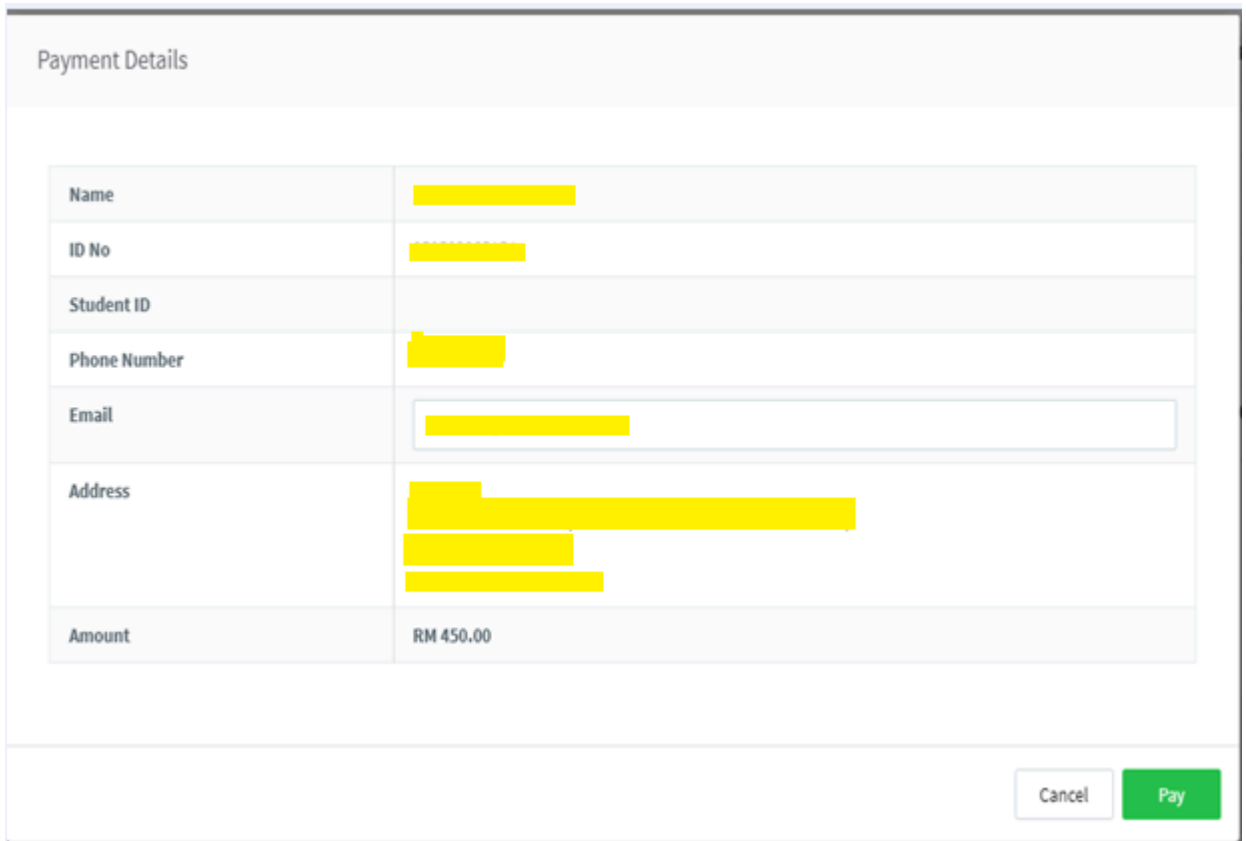 Payment Details
Name
ID No
Student ID
Phone Number
Email
Address
Amount RM 450.00
Cancel Pay